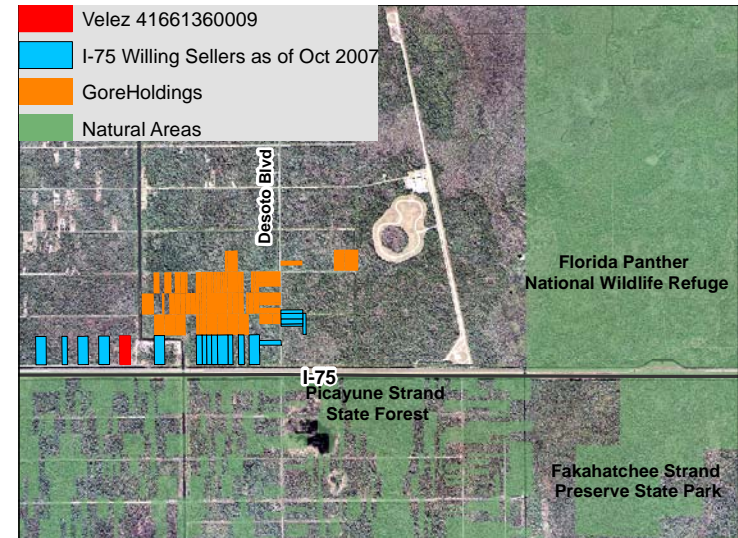 Velez 41661360009
I-75 Willing Sellers as of Oct 2007
GoreHoldings
Natural Areas
Desoto Blvd
Florida Panther
National Wildlife Refuge
I-75
Picayune Strand
State Forest
Fakahatchee Strand
Preserve State Park